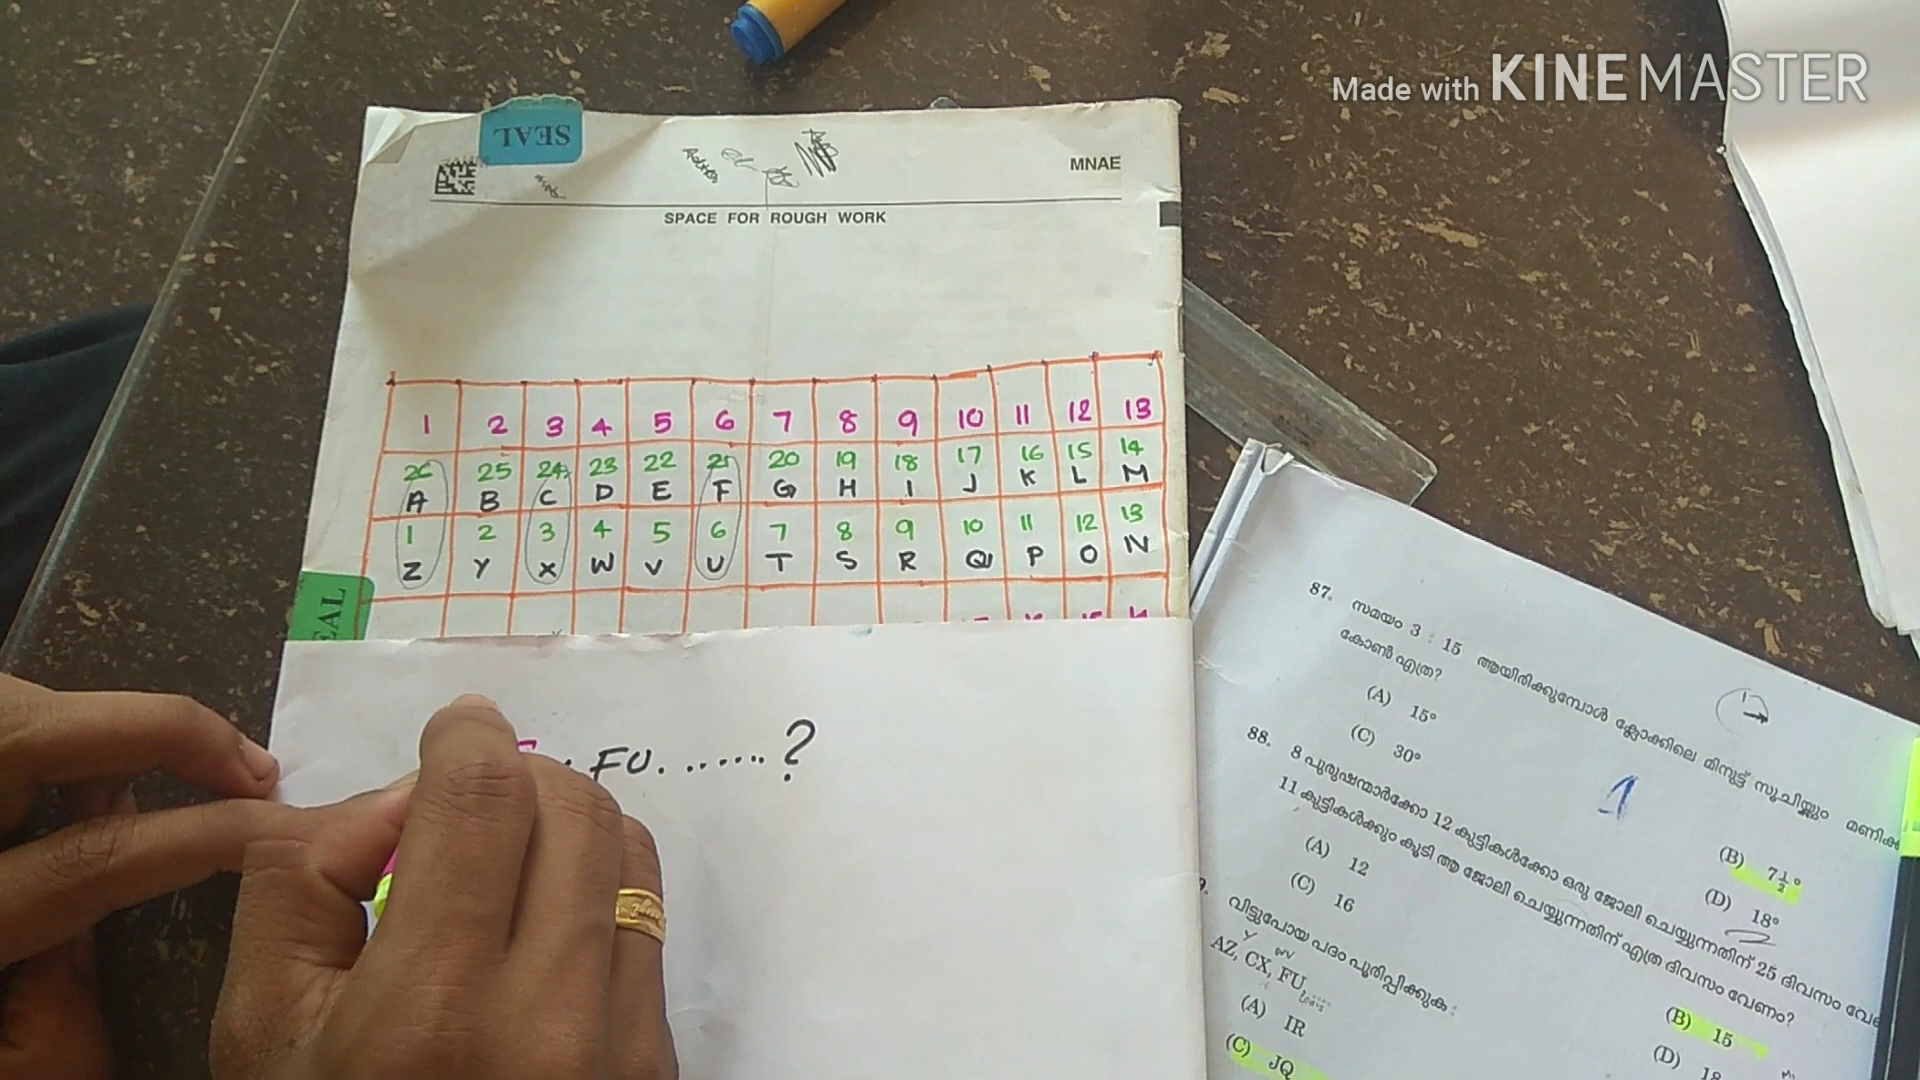 Made with KINEMASTER
SEAL
MNAE
SPACE FOR ROUGH WORK
1 2 3 4 5 6 7 8 9 10 11 12 13
26 25 24 23 22 21 20 19 18 17 16 15 14
A B C D E F G H I J K L M
1 2 3 4 5 6 7 8 9 10 11 12 13
Z Y X W V U T S R Q P O N
EAL
FU. ......?
87. സമയം 3 : 15 ആയിരിക്കുമ്പോൾ ക്ലോക്കിലെ മിനുട്ട് സൂചിയ്ക്കും
കോൺ എത്ര?
(A) 15°
(B) 7½°
(C) 30°
(D) 18°
1
88. 8 പുരുഷന്മാർക്കോ 12 കുട്ടികൾക്കോ ഒരു ജോലി ചെയ്യുന്നതിന് 25 ദിവസം
11 കുട്ടികൾക്കും കൂടി ആ ജോലി ചെയ്യുന്നതിന് എത്ര ദിവസം വേണം?
(A) 12
(B) 15
(C) 16
(D) 18
വിട്ടുപോയ പദം പൂരിപ്പിക്കുക :
AZ, CX, FU ......
(A) IR
(C) JQ